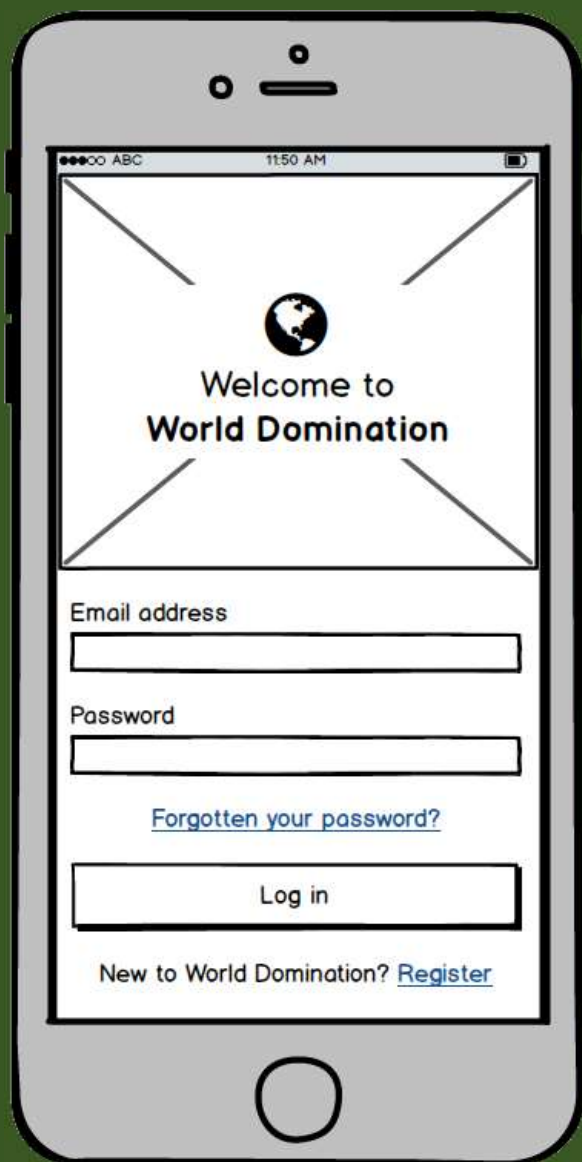 ABC 11:50 AM
Welcome to
World Domination
Email address
Password
Forgotten your password?
Log in
New to World Domination? Register